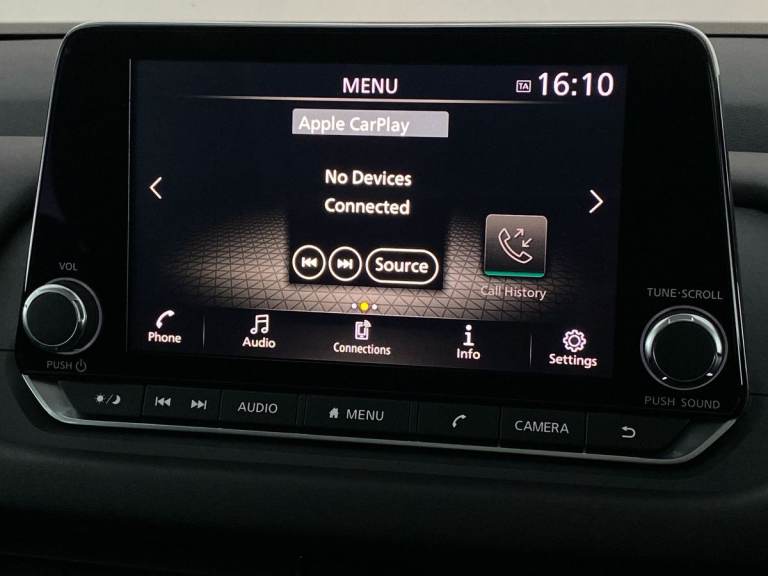 MENU
TA
16:10
Apple CarPlay
No Devices
Connected
Source
Call History
Phone
Audio
Connections
Info
Settings
VOL
PUSH
TUNE·SCROLL
PUSH SOUND
AUDIO
MENU
CAMERA